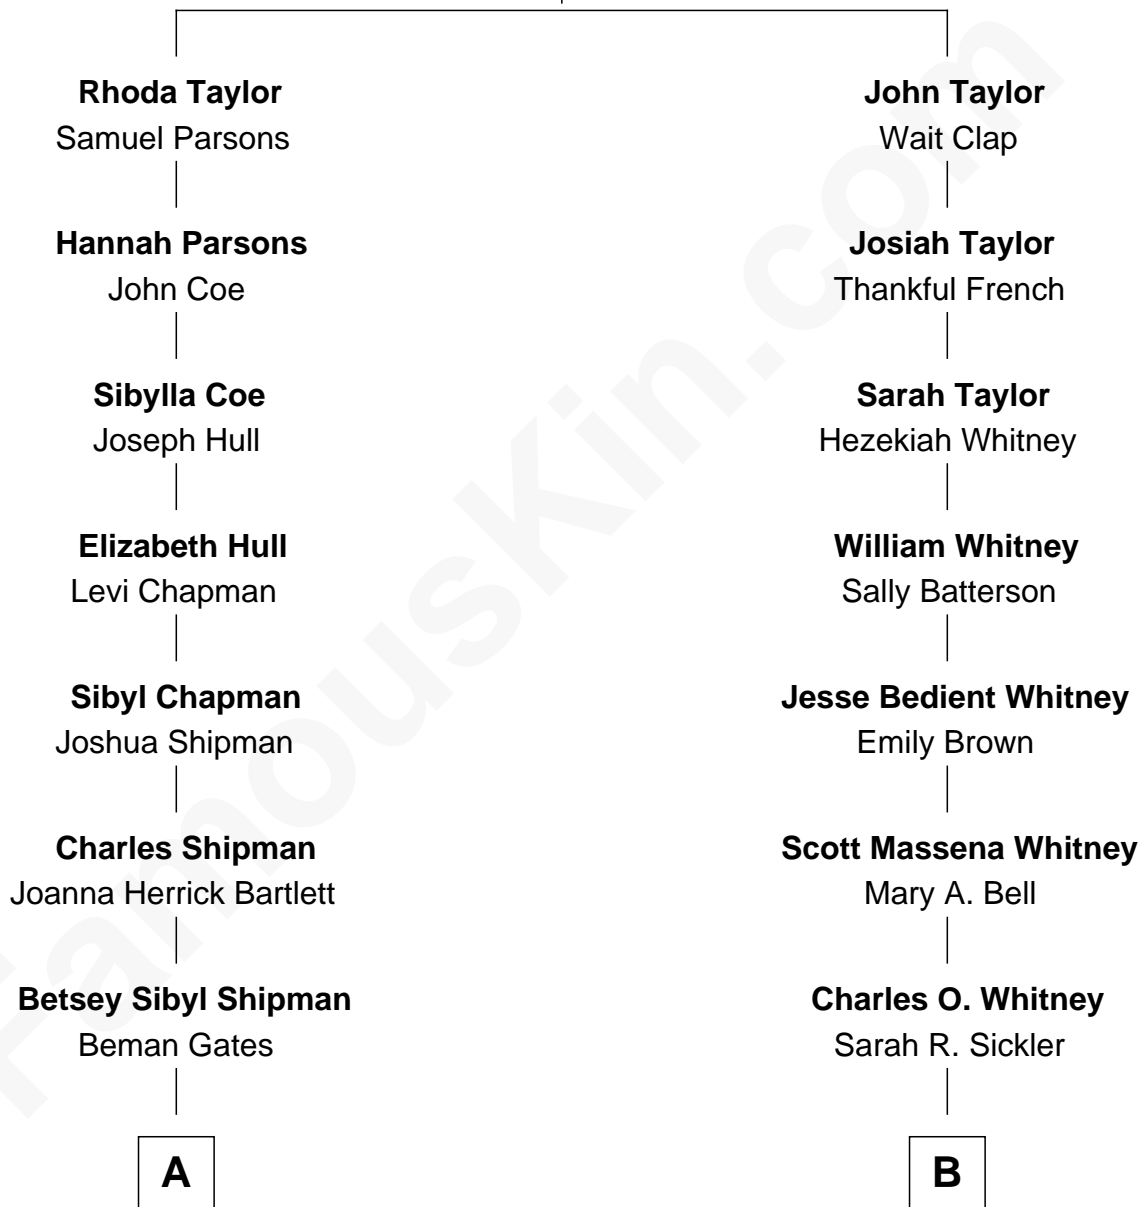 Rhoda Taylor
Samuel Parsons
Hannah Parsons
John Coe
Sibylla Coe
Joseph Hull
Elizabeth Hull
Levi Chapman
Sibyl Chapman
Joshua Shipman
Charles Shipman
Joanna Herrick Bartlett
Betsey Sibyl Shipman
Beman Gates
A
John Taylor
Wait Clap
Josiah Taylor
Thankful French
Sarah Taylor
Hezekiah Whitney
William Whitney
Sally Batterson
Jesse Bedient Whitney
Emily Brown
Scott Massena Whitney
Mary A. Bell
Charles O. Whitney
Sarah R. Sickler
B
FamousKin.com